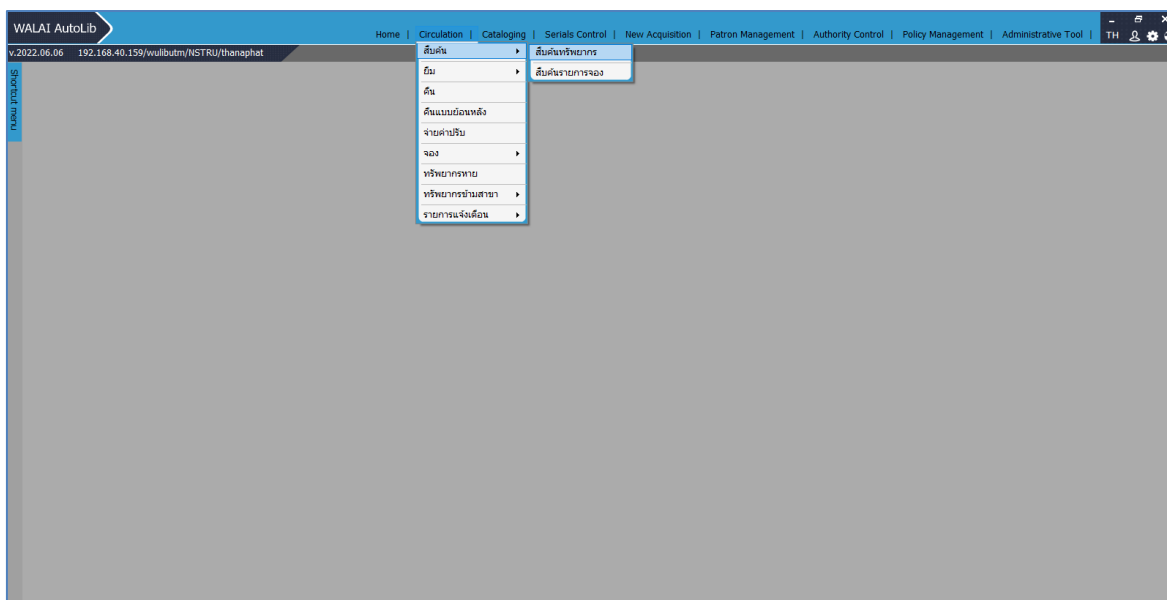 WALAI AutoLib
Home | Circulation | Cataloging | Serials Control | New Acquisition | Patron Management | Authority Control | Policy Management | Administrative Tool | TH
v.2022.06.06 192.168.40.159/wulibutm/NSTRU/thanaphat
Shortcut menu
สืบค้น
ยืม
คืน
คืนแบบย้อนหลัง
จ่ายค่าปรับ
จอง
ทรัพยากรหาย
ทรัพยากรข้ามสาขา
รายการแจ้งเตือน
สืบค้นทรัพยากร
สืบค้นรายการจอง